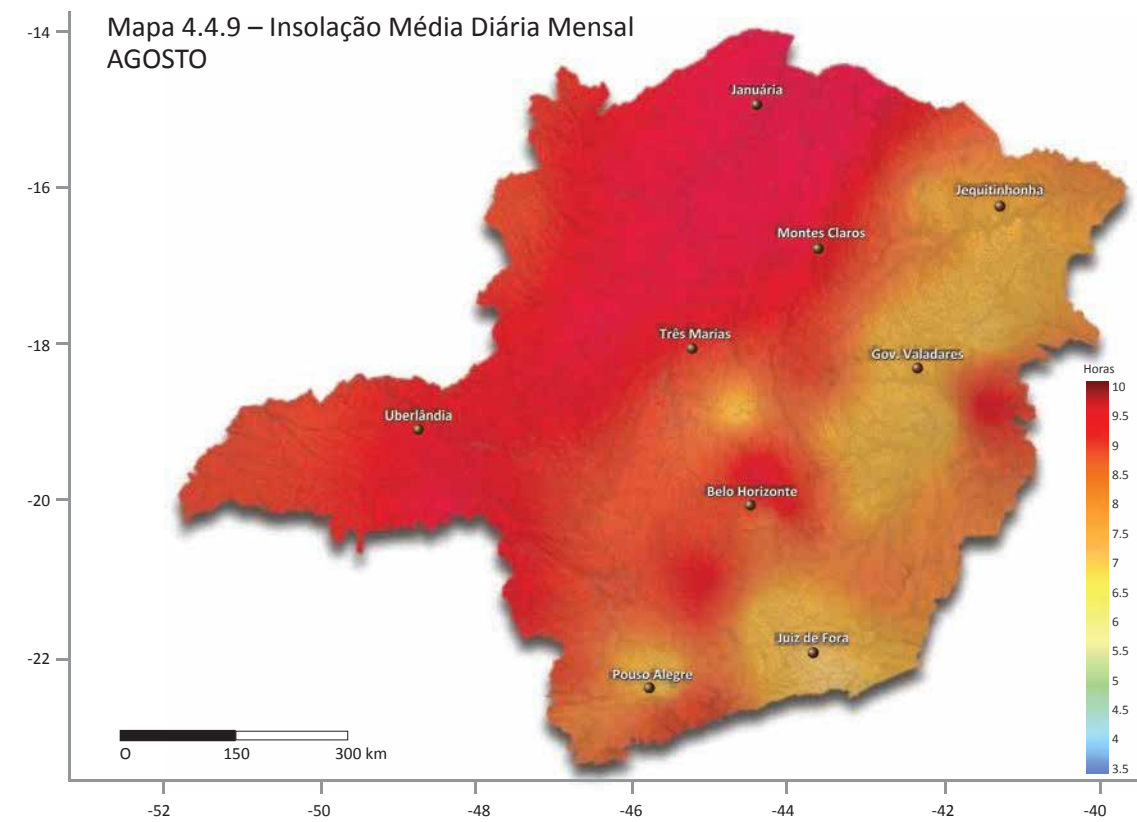 Mapa 4.4.9 – Insolação Média Diária Mensal
AGOSTO
-14
-16
-18
-20
-22
Januária
Jequitinhonha
Montes Claros
Três Marias
Gov. Valadares
Uberlândia
Belo Horizonte
Juiz de Fora
Pouso Alegre
Horas
10
9.5
9
8.5
8
7.5
7
6.5
6
5.5
5
4.5
4
3.5
O 150 300 km
-52 -50 -48 -46 -44 -42 -40